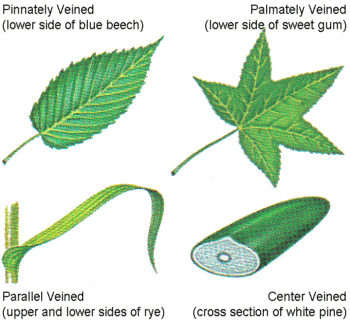 Pinnately Veined
(lower side of blue beech)
Palmately Veined
(lower side of sweet gum)
Parallel Veined
(upper and lower sides of rye)
Center Veined
(cross section of white pine)